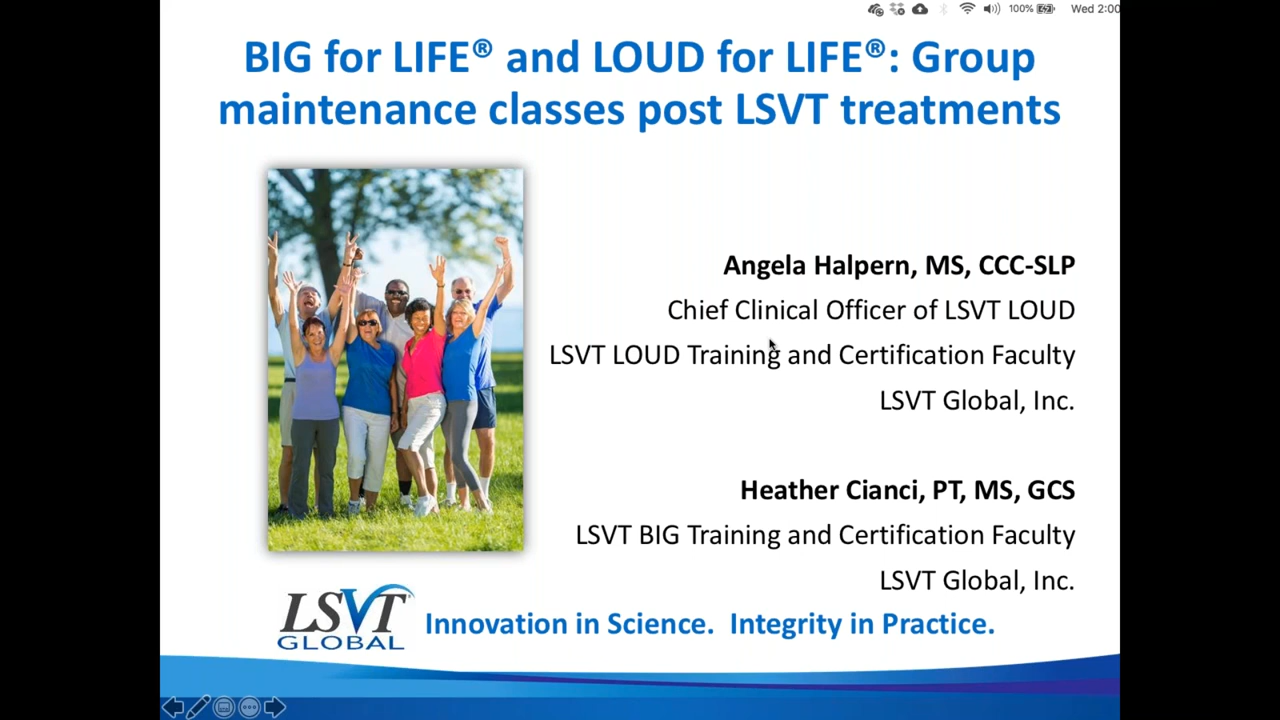 100% Wed 2:00
BIG for LIFE® and LOUD for LIFE®: Group
maintenance classes post LSVT treatments
Angela Halpern, MS, CCC-SLP
Chief Clinical Officer of LSVT LOUD
LSVT LOUD Training and Certification Faculty
LSVT Global, Inc.
Heather Cianci, PT, MS, GCS
LSVT BIG Training and Certification Faculty
LSVT Global, Inc.
LSVT
GLOBAL
Innovation in Science. Integrity in Practice.